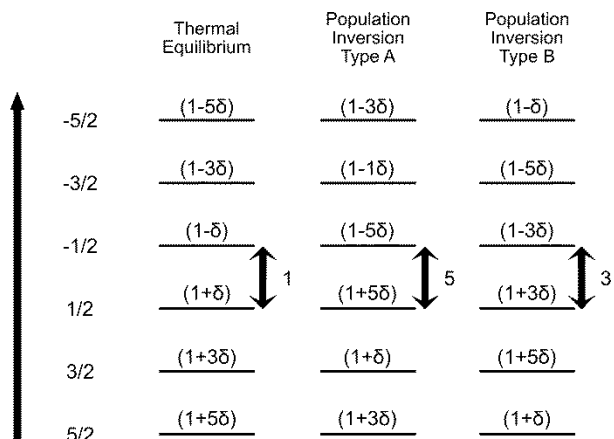 Thermal
Equilibrium
Population
Inversion
Type A
Population
Inversion
Type B
-5/2 (1-5δ) (1-3δ) (1-δ)
-3/2 (1-3δ) (1-1δ) (1-5δ)
-1/2 (1-δ) (1-5δ) (1-3δ)
1 5 3
1/2 (1+δ) (1+5δ) (1+3δ)
3/2 (1+3δ) (1+δ) (1+5δ)
5/2 (1+5δ) (1+3δ) (1+δ)